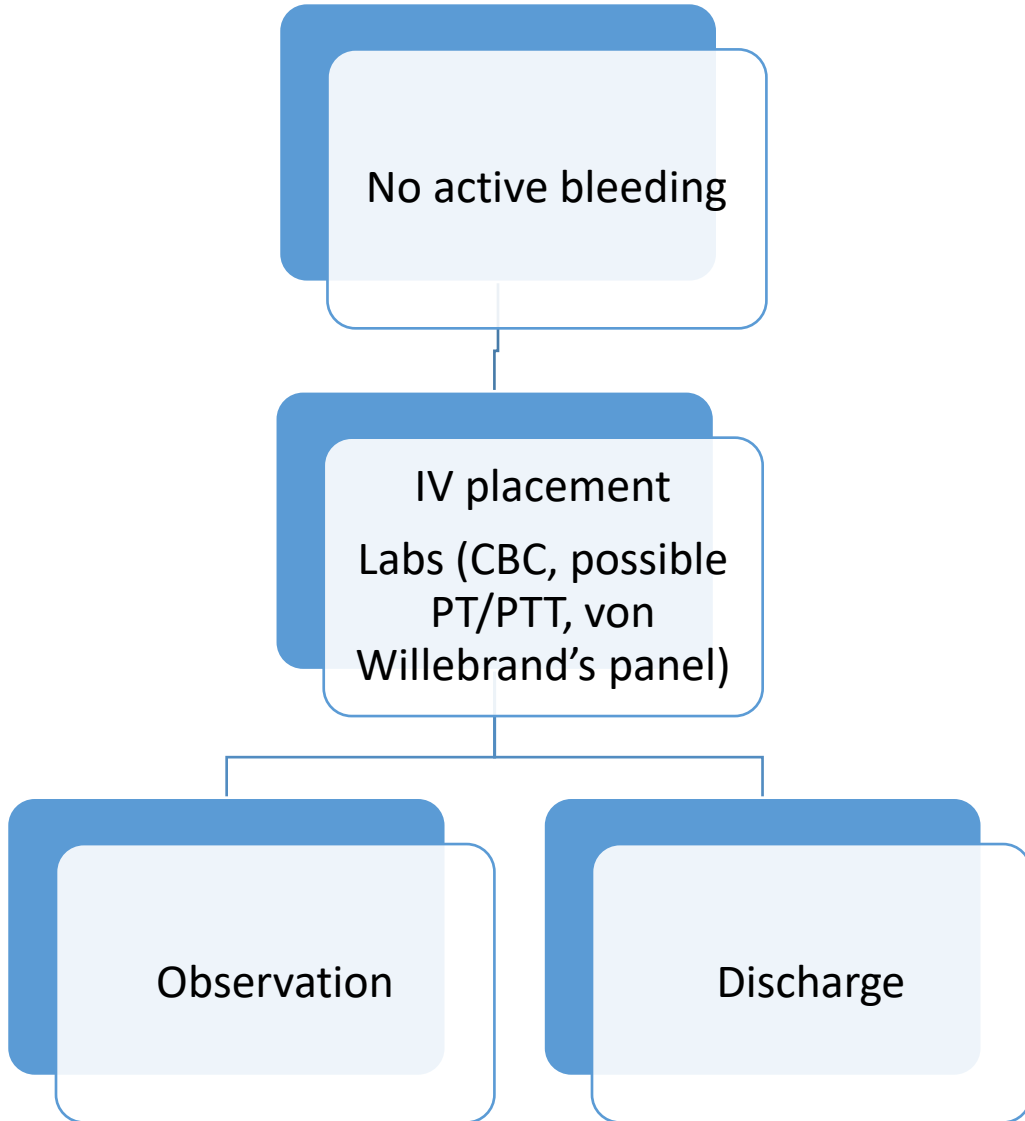 No active bleeding
IV placement
Labs (CBC, possible
PT/PTT, von
Willebrand’s panel)
Observation
Discharge